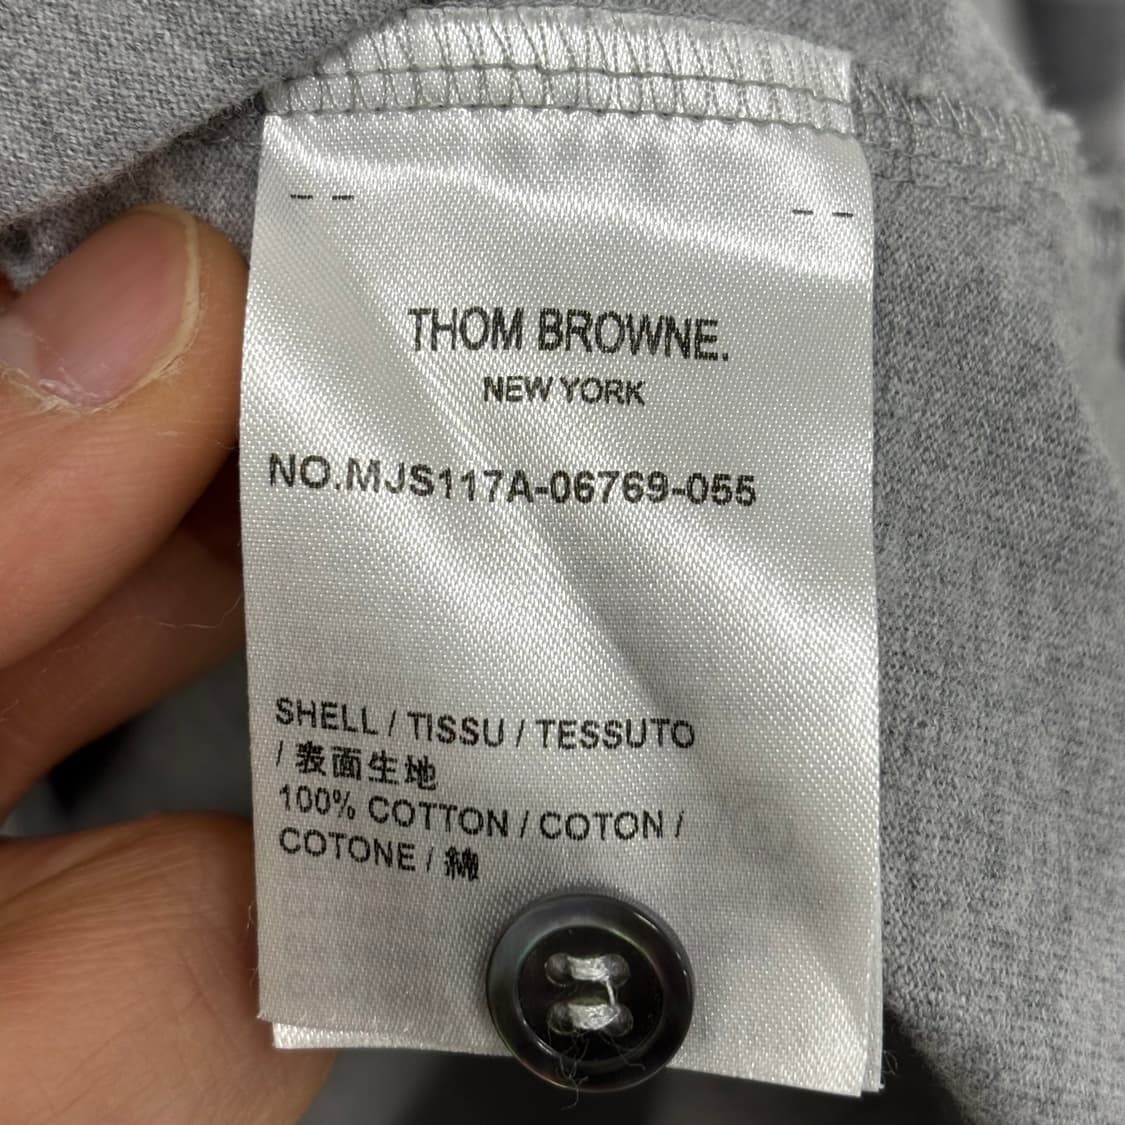 THOM BROWNE.
NEW YORK
NO.MJS117A-06769-055
SHELL / TISSU / TESSUTO
/ 表面生地
100% COTTON / COTON /
COTONE / 綿